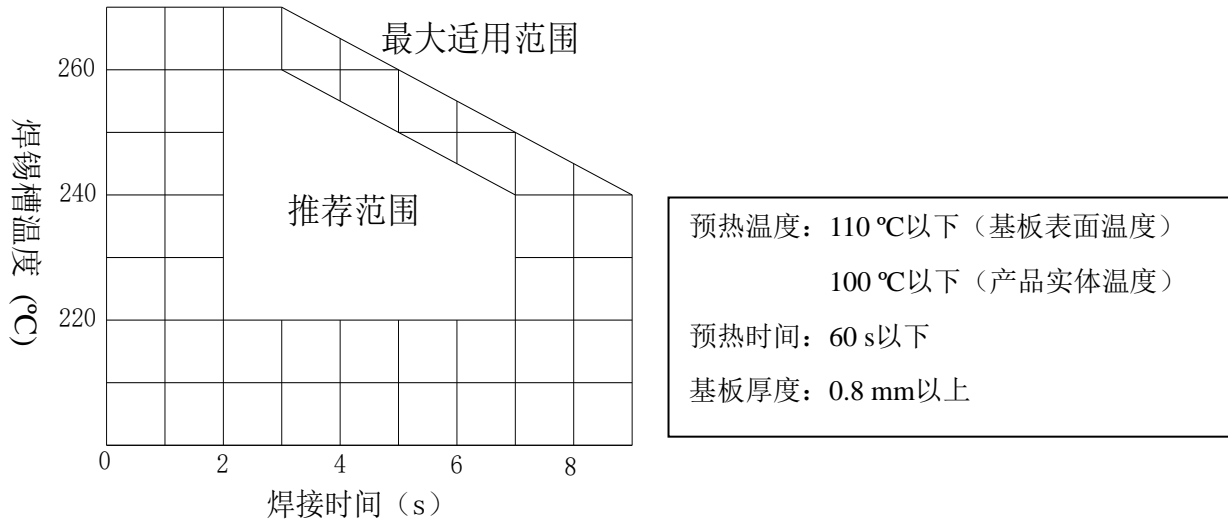 最大适用范围
260
240
220
焊锡槽温度 (℃)
推荐范围
0 2 4 6 8
焊接时间（s）
预热温度：110 ℃以下（基板表面温度）
100 ℃以下（产品实体温度）
预热时间：60 s以下
基板厚度：0.8 mm以上